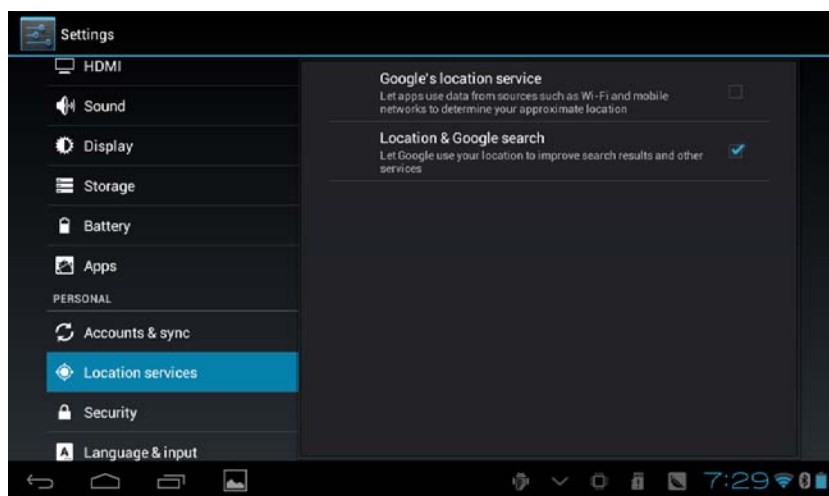 Settings
HDMI
Sound
Display
Storage
Battery
Apps
PERSONAL
Accounts & sync
Location services
Security
Language & input
Google's location service
Let apps use data from sources such as Wi-Fi and mobile
networks to determine your approximate location
Location & Google search
Let Google use your location to improve search results and other
services
7:29